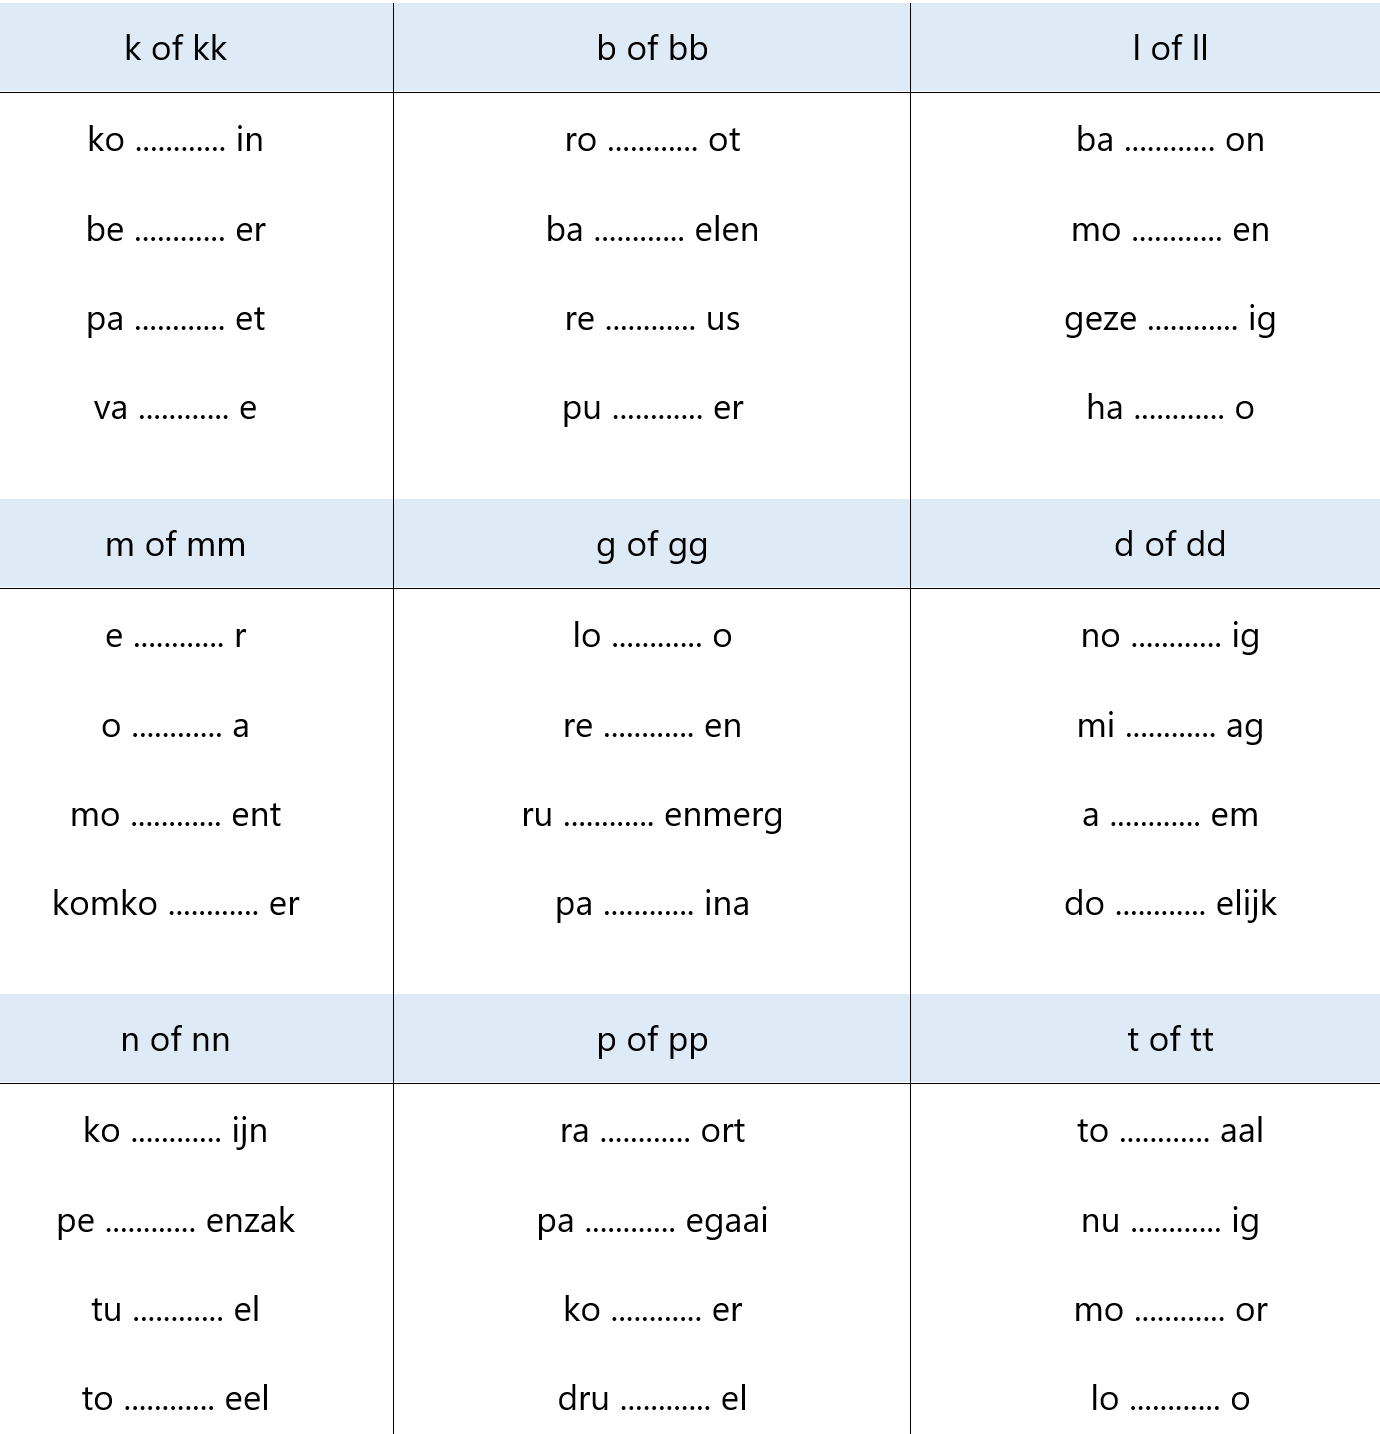 k of kk b of bb l of ll
ko ............ in ro ............ ot ba ............ on
be ............ er ba ............ elen mo ............ en
pa ............ et re ............ us geze ............ ig
va ............ e pu ............ er ha ............ o
m of mm g of gg d of dd
e ............ r lo ............ o no ............ ig
o ............ a re ............ en mi ............ ag
mo ............ ent ru ............ enmerg a ............ em
komko ............ er pa ............ ina do ............ elijk
n of nn p of pp t of tt
ko ............ ijn ra ............ ort to ............ aal
pe ............ enzak pa ............ egaai nu ............ ig
tu ............ el ko ............ er mo ............ or
to ............ eel dru ............ el lo ............ o